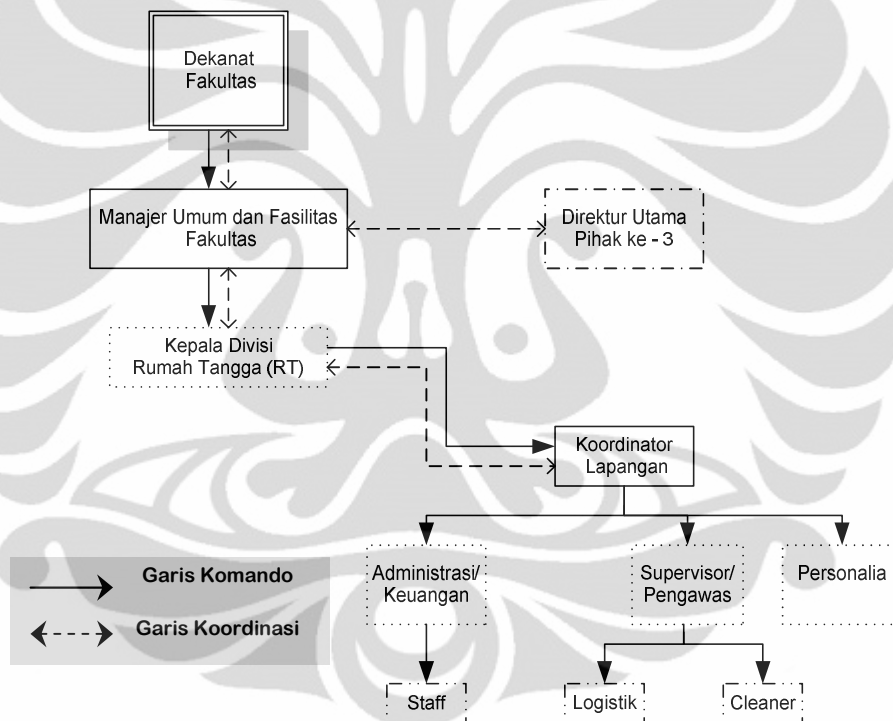 Dekanat
Fakultas
Manajer Umum dan Fasilitas
Fakultas
Direktur Utama
Pihak ke - 3
Kepala Divisi
Rumah Tangga (RT)
Koordinator
Lapangan
Administrasi/
Keuangan
Supervisor/
Pengawas
Personalia
Garis Komando
Garis Koordinasi
Staff
Logistik
Cleaner